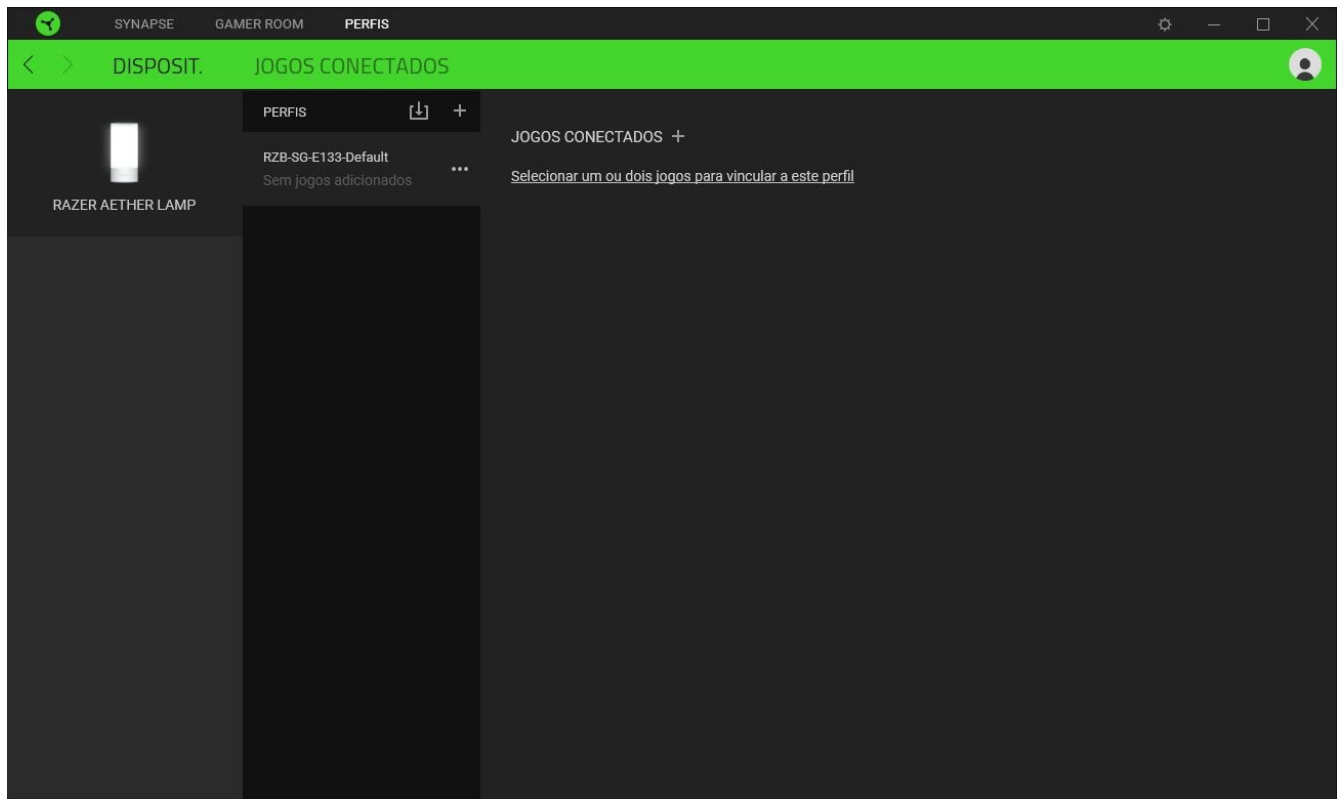 SYNAPSE GAMER ROOM PERFIS
DISPOSIT. JOGOS CONECTADOS
RAZER AETHER LAMP
PERFIS
RZB-SG-E133-Default
Sem jogos adicionados
JOGOS CONECTADOS +
Selecionar um ou dois jogos para vincular a este perfil